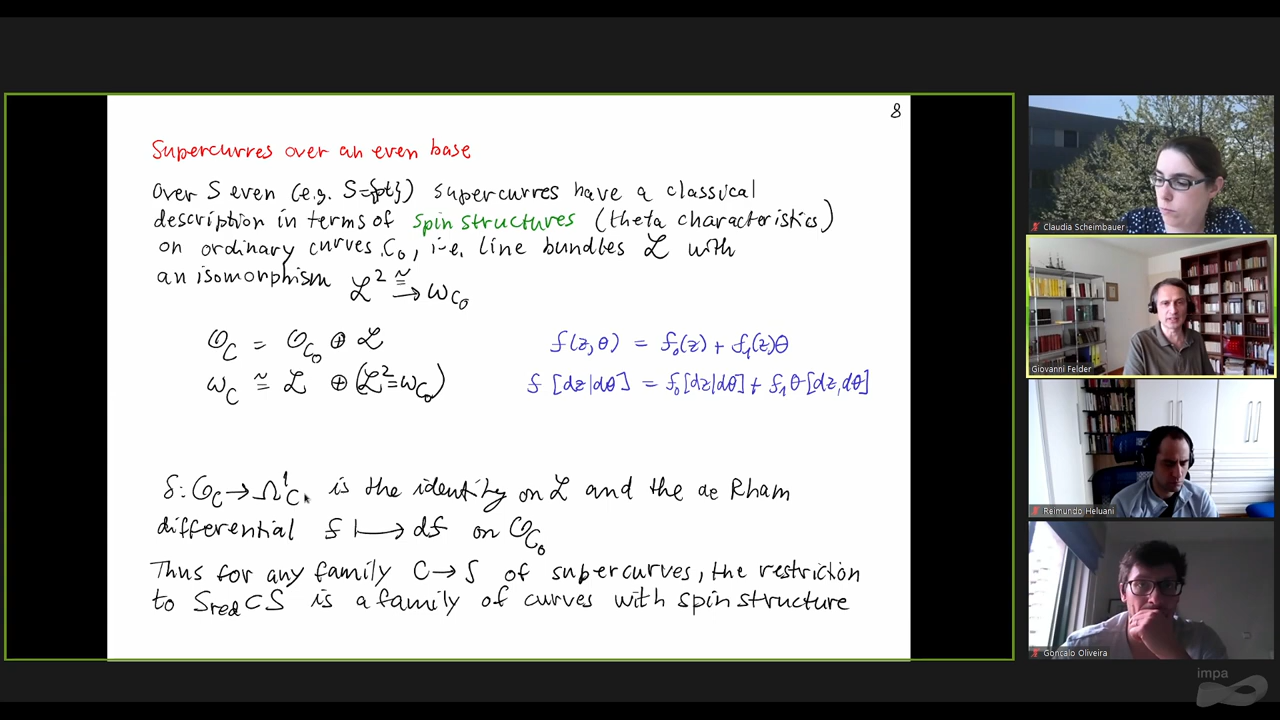 8
Supercurves over an even base
Over S even (e.g. S={pt}) supercurves have a classical
description in terms of spin structures (theta characteristics)
on ordinary curves C₀, i.e. line bundles ℒ with
an isomorphism ℒ² ≅→ ω_C₀
𝒪_C = 𝒪_C₀ ⊕ ℒ
f(z,θ) = f₀(z) + f₁(z)θ
ω_C ≅ ℒ ⊕ (ℒ²=ω_C₀)
f [dz|dθ] = f₀[dz|dθ] + f₁θ[dz,dθ]
δ: 𝒪_C → Ω¹_C is the identity on ℒ and the de Rham
differential f ↦ df on 𝒪_C₀
Thus for any family C → S of supercurves, the restriction
to S_red ⊂ S is a family of curves with spin structure
Claudia Scheimbauer
Giovanni Felder
Reimundo Heluani
Goncalo Oliveira
impa